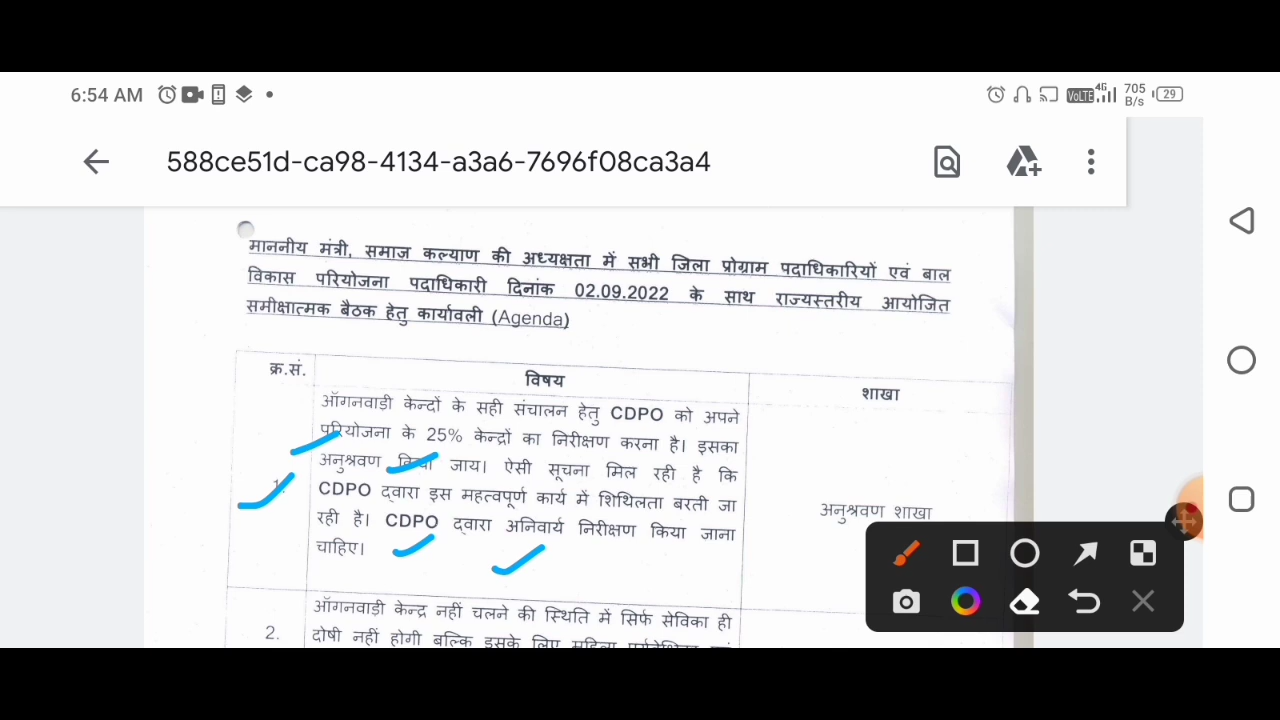 6:54 AM
VoLTE 4G 705 B/s 29
588ce51d-ca98-4134-a3a6-7696f08ca3a4
माननीय मंत्री, समाज कल्याण की अध्यक्षता में सभी जिला प्रोग्राम पदाधिकारियों एवं बाल
विकास परियोजना पदाधिकारी दिनांक 02.09.2022 के साथ राज्यस्तरीय आयोजित
समीक्षात्मक बैठक हेतु कार्यावली (Agenda)
क्र.सं. विषय शाखा
ऑगनवाडी केन्दों के सही संचालन हेतु CDPO को अपने
परियोजना के 25% केन्द्रों का निरीक्षण करना है। इसका
अनुश्रवण किया जाय। ऐसी सूचना मिल रही है कि
1. CDPO द्वारा इस महत्वपूर्ण कार्य में शिथिलता बरती जा अनुश्रवण शाखा
रही है। CDPO द्वारा अनिवार्य निरीक्षण किया जाना
चाहिए।
ऑगनवाडी केन्द्र नहीं चलने की स्थिति में सिर्फ सेविका ही
2. दोषी नहीं होगी बल्कि इसके लिए महिला